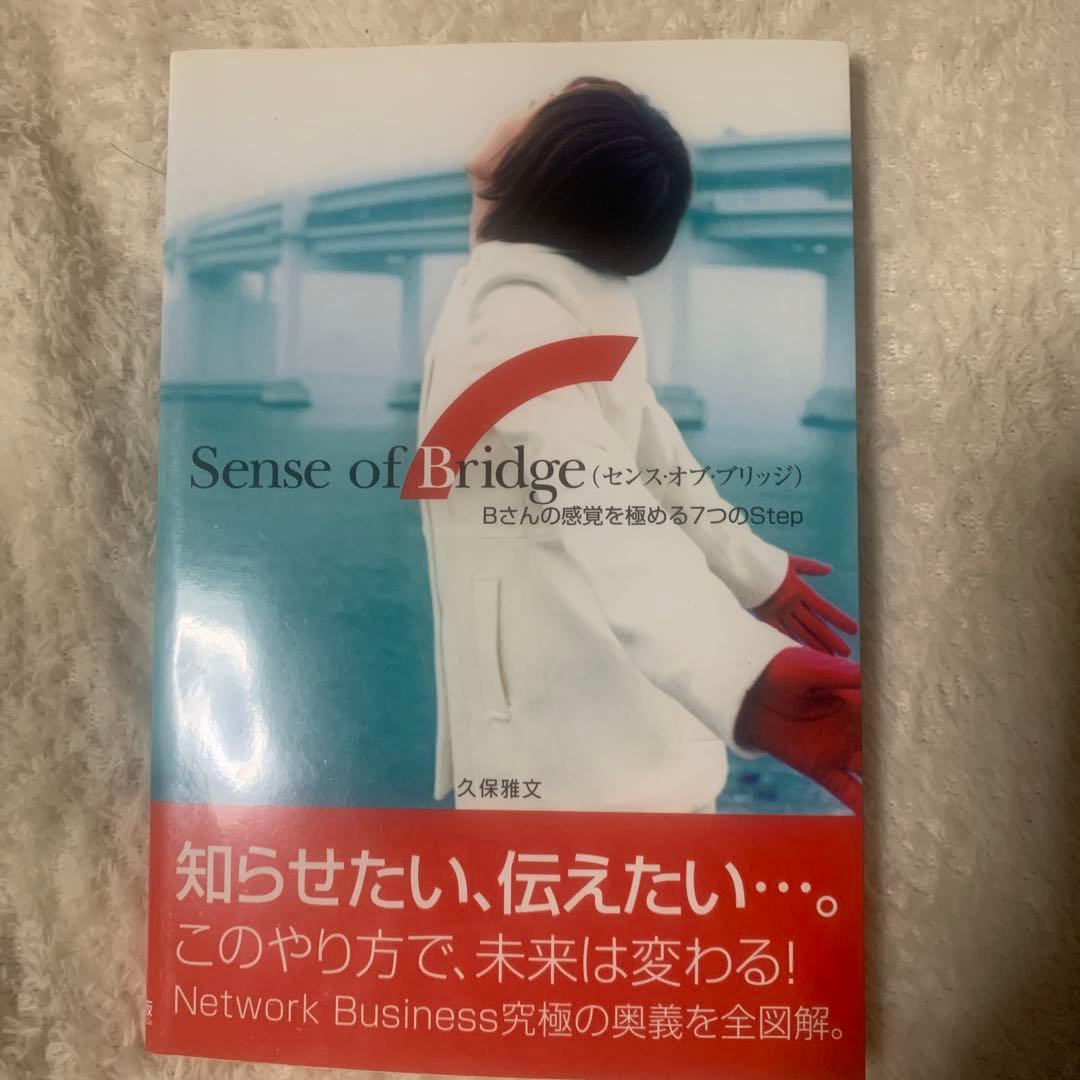 Sense of Bridge(センス・オブ・ブリッジ)
Bさんの感覚を極める7つのStep
久保雅文
知らせたい、伝えたい…。
このやり方で、未来は変わる!
Network Business究極の奥義を全図解。